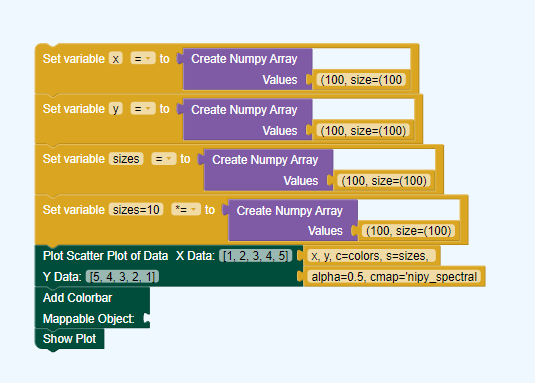 Set variable x = to Create Numpy Array
Values (100, size=(100
Set variable y = to Create Numpy Array
Values (100, size=(100)
Set variable sizes = to Create Numpy Array
Values (100, size=(100)
Set variable sizes=10 *= to Create Numpy Array
Values (100, size=(100)
Plot Scatter Plot of Data X Data: [1, 2, 3, 4, 5] x, y, c=colors, s=sizes,
Y Data: [5, 4, 3, 2, 1] alpha=0.5, cmap='nipy_spectral
Add Colorbar
Mappable Object:
Show Plot